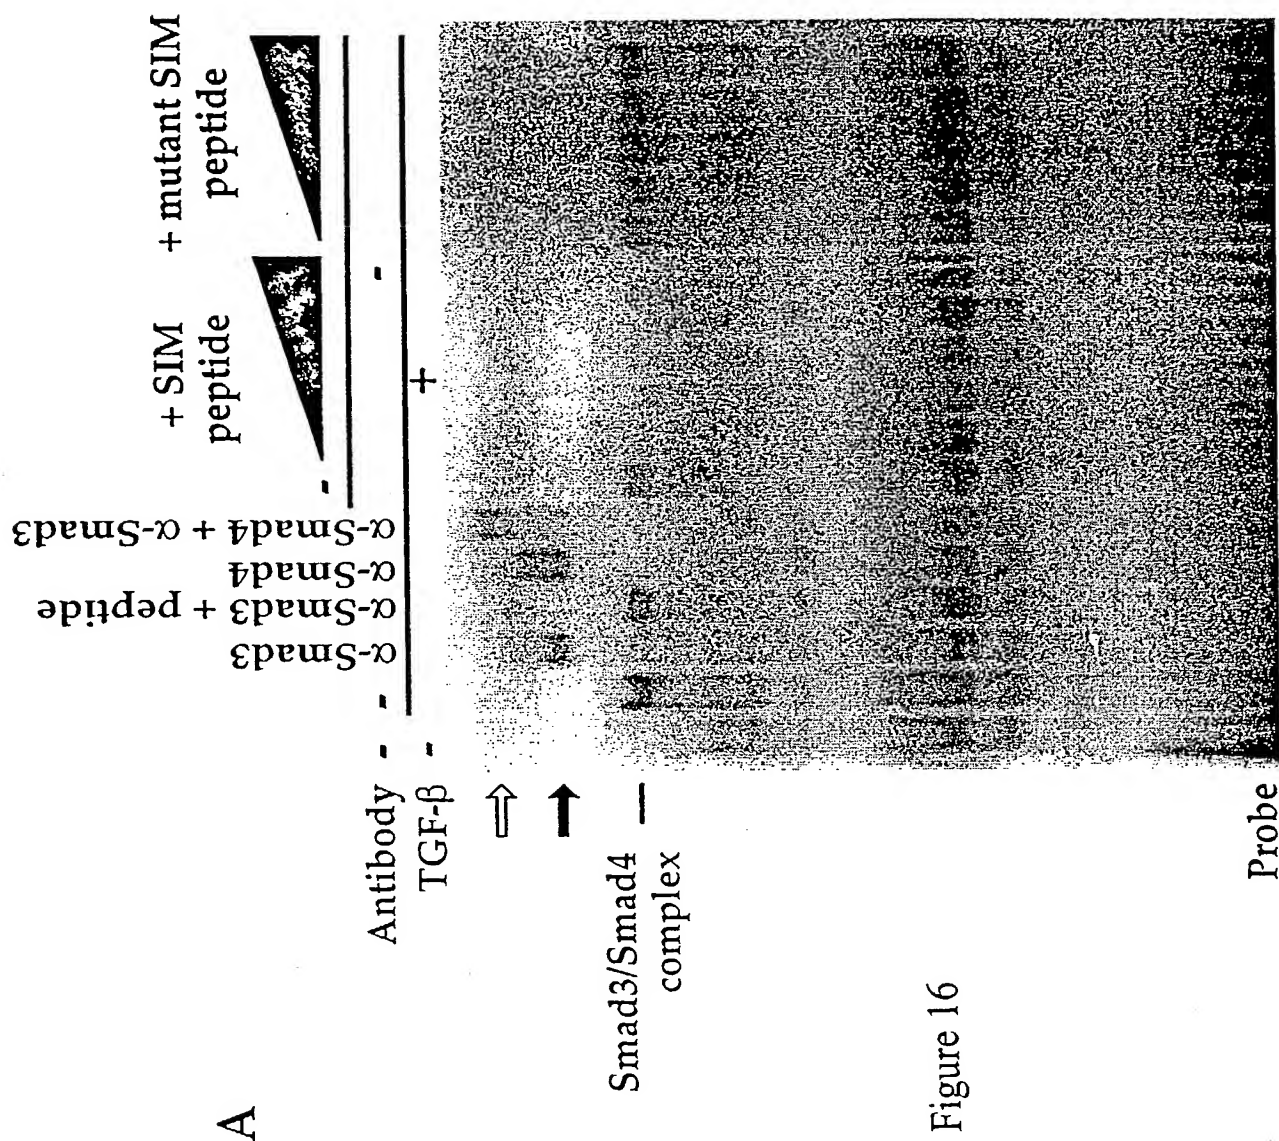 A
+ SIM
peptide
+ mutant SIM
peptide
-
α-Smad4 + α-Smad3
α-Smad4
α-Smad3 + peptide
α-Smad3
Antibody - - -
TGF-β - +
Smad3/Smad4 —
complex
Probe
Figure 16